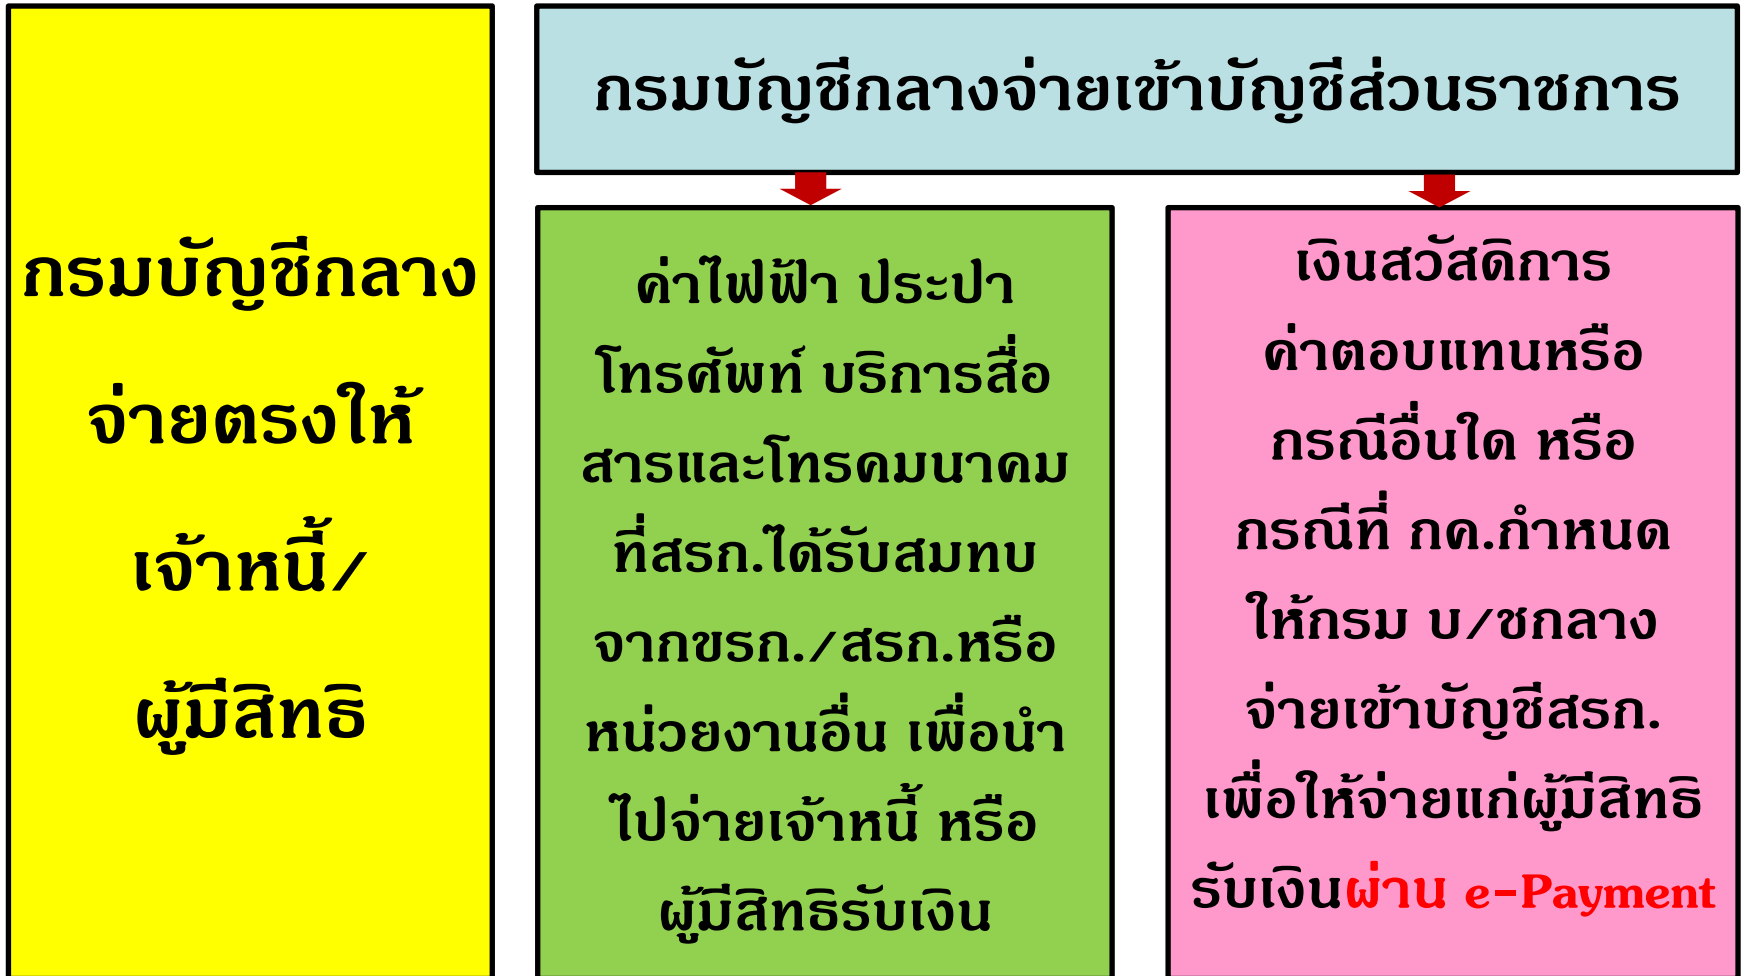 กรมบัญชีกลาง
จ่ายตรงให้
เจ้าหนี้/
ผู้มีสิทธิ
กรมบัญชีกลางจ่ายเข้าบัญชีส่วนราชการ
ค่าไฟฟ้า ประปา
โทรศัพท์ บริการสื่อ
สารและโทรคมนาคม
ที่สรก.ได้รับสมทบ
จากขรก./สรก.หรือ
หน่วยงานอื่น เพื่อนำ
ไปจ่ายเจ้าหนี้ หรือ
ผู้มีสิทธิรับเงิน
เงินสวัสดิการ
ค่าตอบแทนหรือ
กรณีอื่นใด หรือ
กรณีที่ กค.กำหนด
ให้กรม บ/ชกลาง
จ่ายเข้าบัญชีสรก.
เพื่อให้จ่ายแก่ผู้มีสิทธิ
รับเงินผ่าน e-Payment